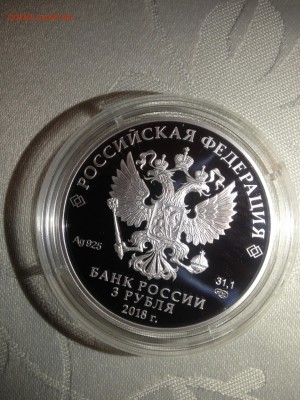 РОССИЙСКАЯ ФЕДЕРАЦИЯ
Ag 925
31,1
БАНК РОССИИ
3 РУБЛЯ
2018 г.